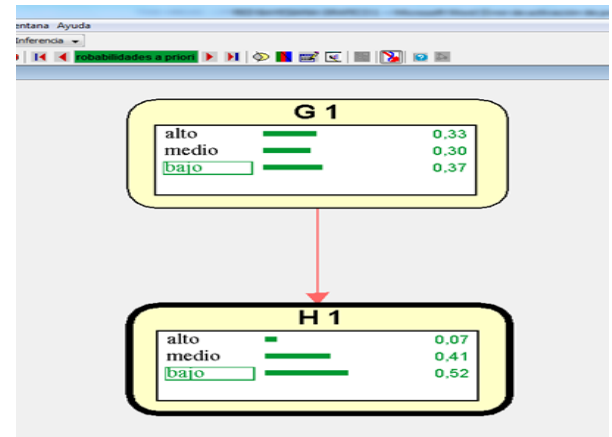 entana Ayuda
Inferencia
robabilidades a priori
G 1
alto 0,33
medio 0,30
bajo 0,37
H 1
alto 0,07
medio 0,41
bajo 0,52